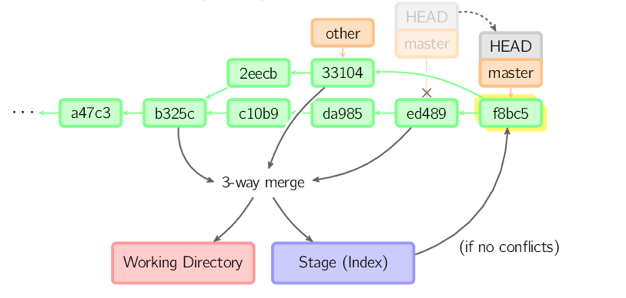 HEAD
master
other
HEAD
master
2eecb
33104
...
a47c3
b325c
c10b9
da985
ed489
f8bc5
3-way merge
(if no conflicts)
Working Directory
Stage (Index)